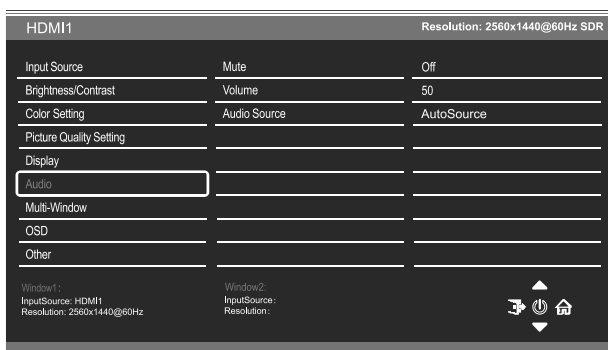 HDMI1 Resolution: 2560x1440@60Hz SDR
Input Source Mute Off
Brightness/Contrast Volume 50
Color Setting Audio Source AutoSource
Picture Quality Setting
Display
Audio
Multi-Window
OSD
Other
Window1: Window2:
InputSource: HDMI1 InputSource:
Resolution: 2560x1440@60Hz Resolution: